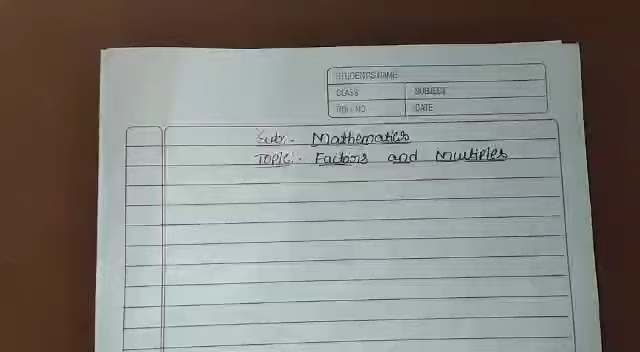 STUDENT'S NAME
CLASS SUBJECT
ROLL NO. DATE
Sub:- Mathematics
Topic:- Factors and Multiples